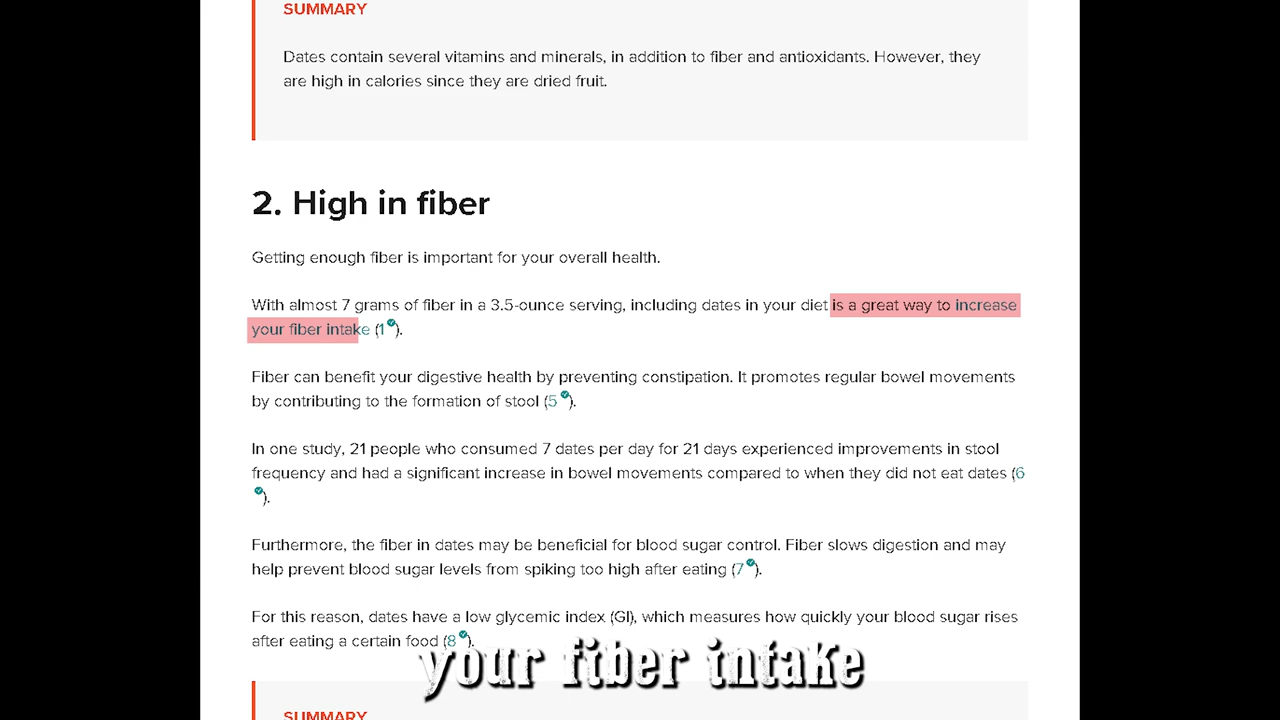 SUMMARY
Dates contain several vitamins and minerals, in addition to fiber and antioxidants. However, they
are high in calories since they are dried fruit.
2. High in fiber
Getting enough fiber is important for your overall health.
With almost 7 grams of fiber in a 3.5-ounce serving, including dates in your diet is a great way to increase
your fiber intake (1).
Fiber can benefit your digestive health by preventing constipation. It promotes regular bowel movements
by contributing to the formation of stool (5).
In one study, 21 people who consumed 7 dates per day for 21 days experienced improvements in stool
frequency and had a significant increase in bowel movements compared to when they did not eat dates (6
).
Furthermore, the fiber in dates may be beneficial for blood sugar control. Fiber slows digestion and may
help prevent blood sugar levels from spiking too high after eating (7).
For this reason, dates have a low glycemic index (GI), which measures how quickly your blood sugar rises
after eating a certain food (8).
your fiber intake
SUMMARY